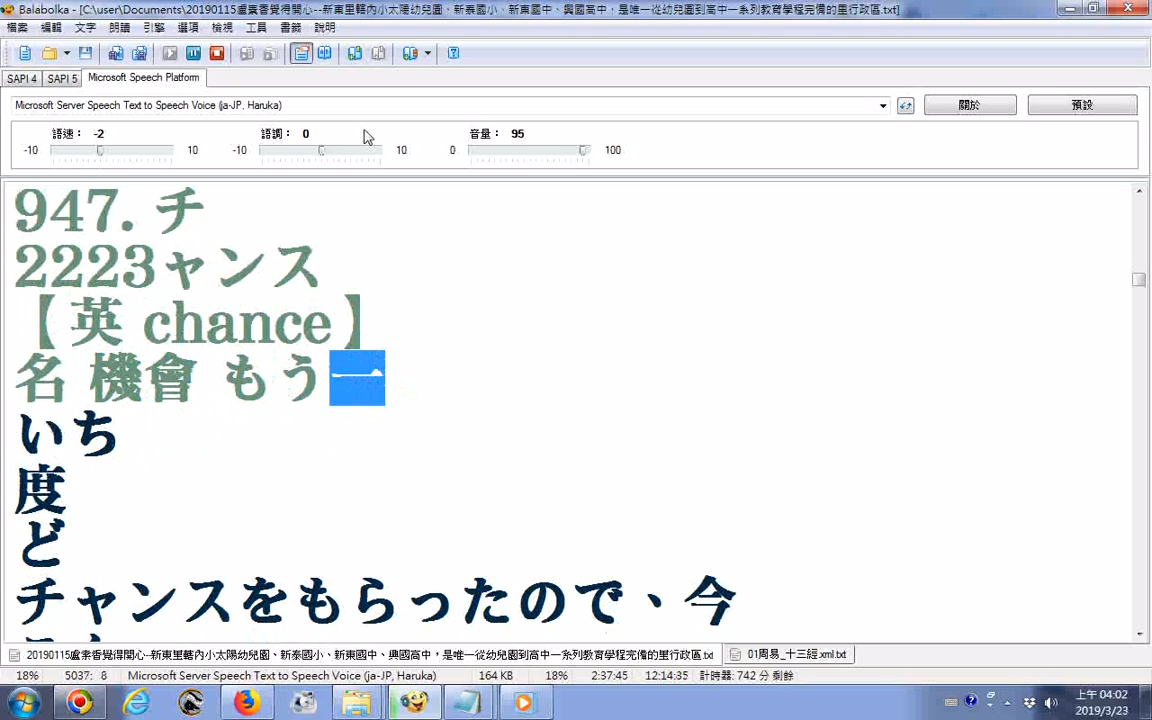 Balabolka - [C:\user\Documents\20190115盧素香覺得開心--新東里轄內小太陽幼兒園、新泰國小、新東國中、興國高中，是唯一從幼兒園到高中一系列教育學程完備的里行政區.txt]
檔案 編輯 文字 朗讀 引擎 選項 檢視 工具 書籤 說明
SAPI 4 SAPI 5 Microsoft Speech Platform
Microsoft Server Speech Text to Speech Voice (ja-JP, Haruka) 關於 預設
語速： -2 語調： 0 音量： 95
-10 10 -10 10 0 100
947. チ
2223ャンス
【英 chance】
名 機會 もう一
いち
度
ど
チャンスをもらったので、今
20190115盧素香覺得開心--新東里轄內小太陽幼兒園、新泰國小、新東國中、興國高中，是唯一從幼兒園到高中一系列教育學程完備的里行政區.txt 01周易_十三經.xml.txt
18% 5037: 8 Microsoft Server Speech Text to Speech Voice (ja-JP, Haruka) 164 KB 18% 2:37:45 12:14:35 計時器: 742 分 剩餘
上午 04:02
2019/3/23